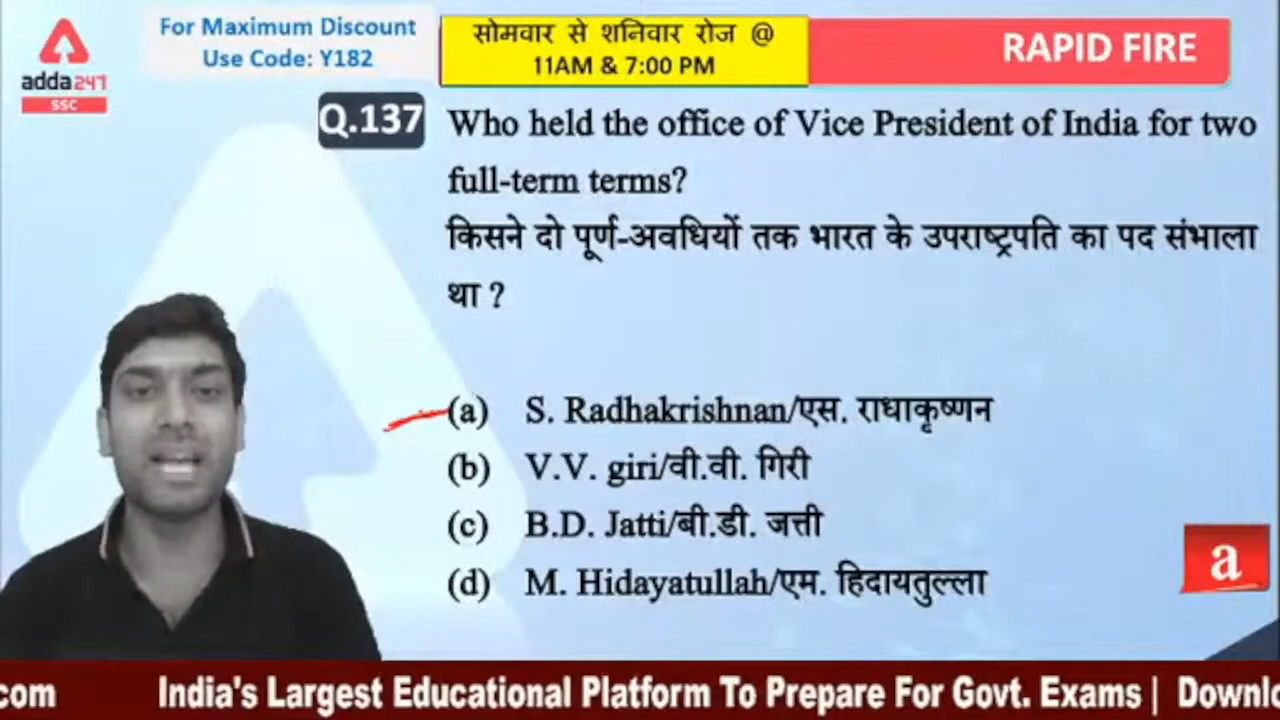 adda247
SSC
For Maximum Discount
Use Code: Y182
सोमवार से शनिवार रोज @
11AM & 7:00 PM
RAPID FIRE
Q.137
Who held the office of Vice President of India for two
full-term terms?
किसने दो पूर्ण-अवधियों तक भारत के उपराष्ट्रपति का पद संभाला
था ?
(a) S. Radhakrishnan/एस. राधाकृष्णन
(b) V.V. giri/वी.वी. गिरी
(c) B.D. Jatti/बी.डी. जत्ती
(d) M. Hidayatullah/एम. हिदायतुल्ला
a
.com India's Largest Educational Platform To Prepare For Govt. Exams | Downlo